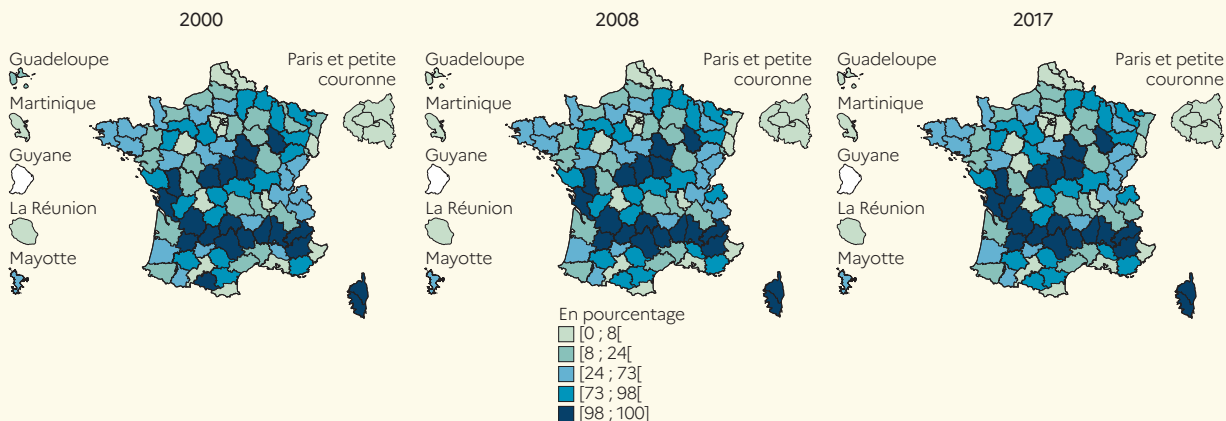 2000
Guadeloupe
Paris et petite
couronne
Martinique
Guyane
La Réunion
Mayotte
2008
Guadeloupe
Paris et petite
couronne
Martinique
Guyane
La Réunion
Mayotte
2017
Guadeloupe
Paris et petite
couronne
Martinique
Guyane
La Réunion
Mayotte
En pourcentage
[0 ; 8[
[8 ; 24[
[24 ; 73[
[73 ; 98[
[98 ; 100]